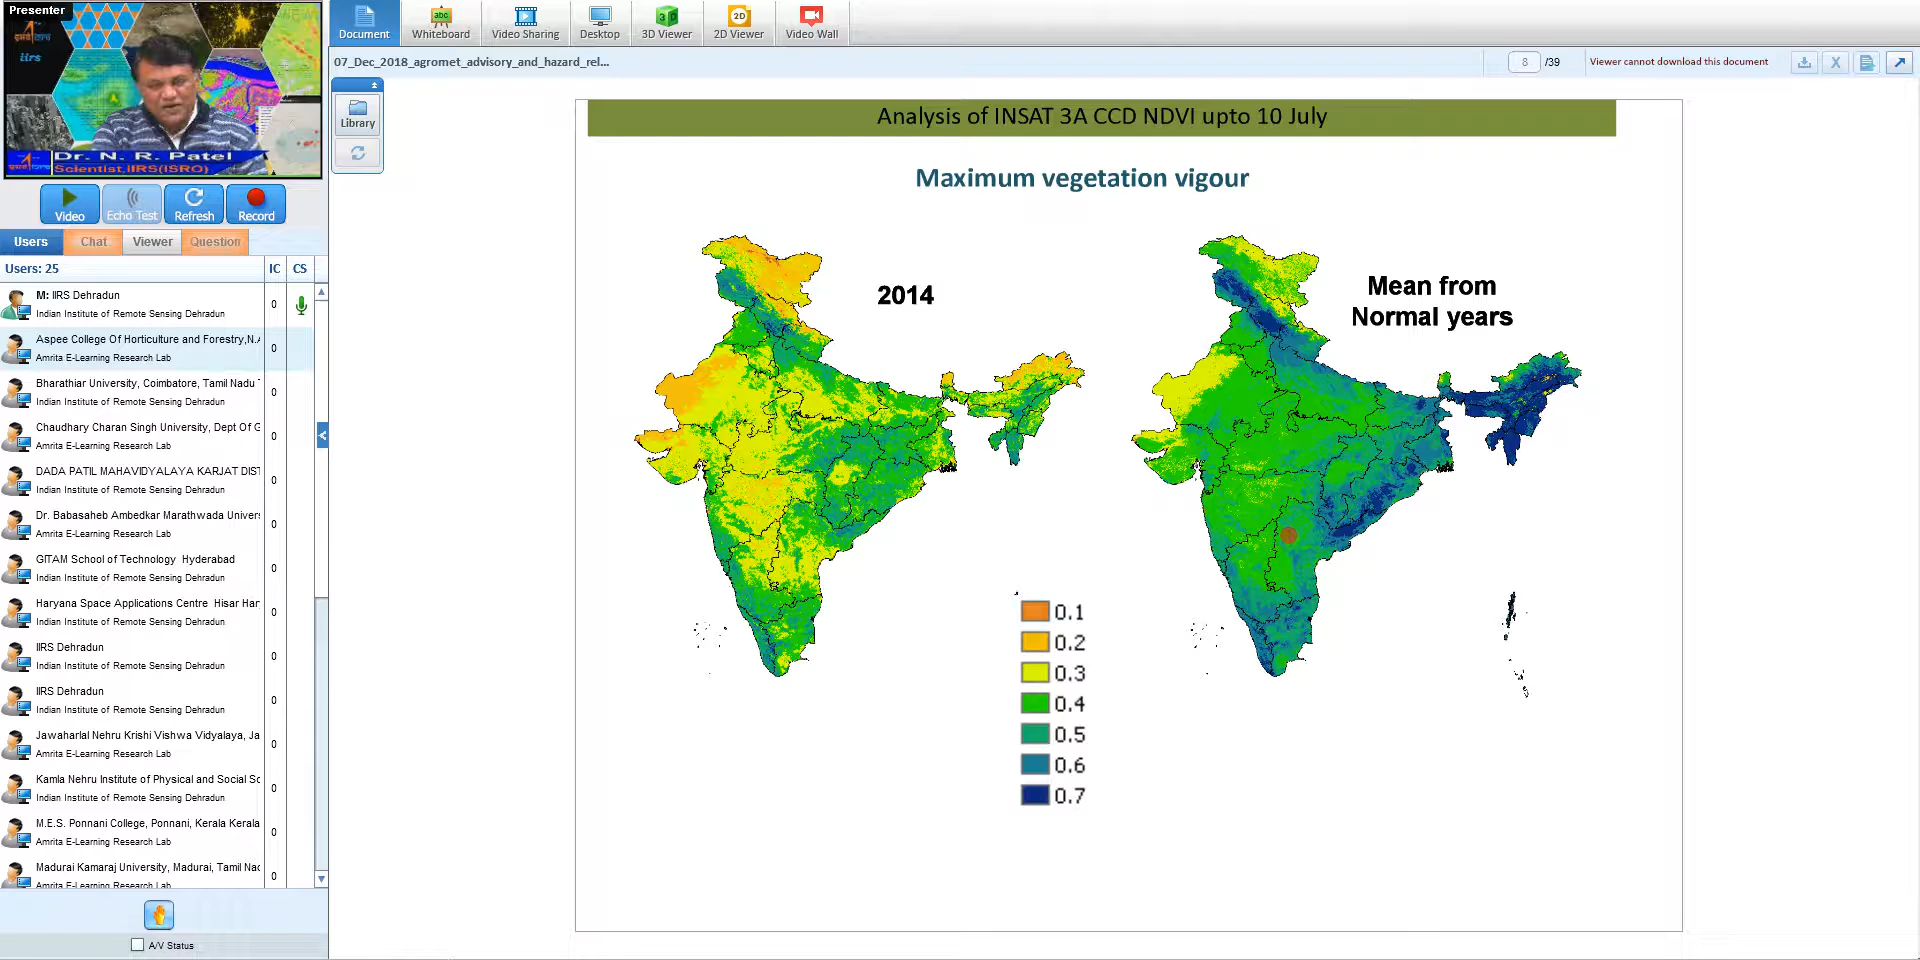 Presenter
iirs
Dr. N. R. Patel
Scientist,IIRS(ISRO)
Video
Echo Test
Refresh
Record
Users
Chat
Viewer
Question
Users: 25
IC
CS
M: IIRS Dehradun
Indian Institute of Remote Sensing Dehradun
0
Aspee College Of Horticulture and Forestry,N.
Amrita E-Learning Research Lab
0
Bharathiar University, Coimbatore, Tamil Nadu
Indian Institute of Remote Sensing Dehradun
0
Chaudhary Charan Singh University, Dept Of G
Amrita E-Learning Research Lab
0
DADA PATIL MAHAVIDYALAYA KARJAT DIST
Indian Institute of Remote Sensing Dehradun
0
Dr. Babasaheb Ambedkar Marathwada Univers
Amrita E-Learning Research Lab
0
GITAM School of Technology Hyderabad
Indian Institute of Remote Sensing Dehradun
0
Haryana Space Applications Centre Hisar Har
Indian Institute of Remote Sensing Dehradun
0
IIRS Dehradun
Indian Institute of Remote Sensing Dehradun
0
IIRS Dehradun
Indian Institute of Remote Sensing Dehradun
0
Jawaharlal Nehru Krishi Vishwa Vidyalaya, Ja
Amrita E-Learning Research Lab
0
Kamla Nehru Institute of Physical and Social Sc
Indian Institute of Remote Sensing Dehradun
0
M.E.S. Ponnani College, Ponnani, Kerala Kerala
Amrita E-Learning Research Lab
0
Madurai Kamaraj University, Madurai, Tamil Nad
Amrita E-Learning Research Lab
0
A/V Status
Document
Whiteboard
Video Sharing
Desktop
3D Viewer
2D Viewer
Video Wall
07_Dec_2018_agromet_advisory_and_hazard_rel...
8 /39
Viewer cannot download this document
Library
Analysis of INSAT 3A CCD NDVI upto 10 July
Maximum vegetation vigour
2014
Mean from
Normal years
0.1
0.2
0.3
0.4
0.5
0.6
0.7